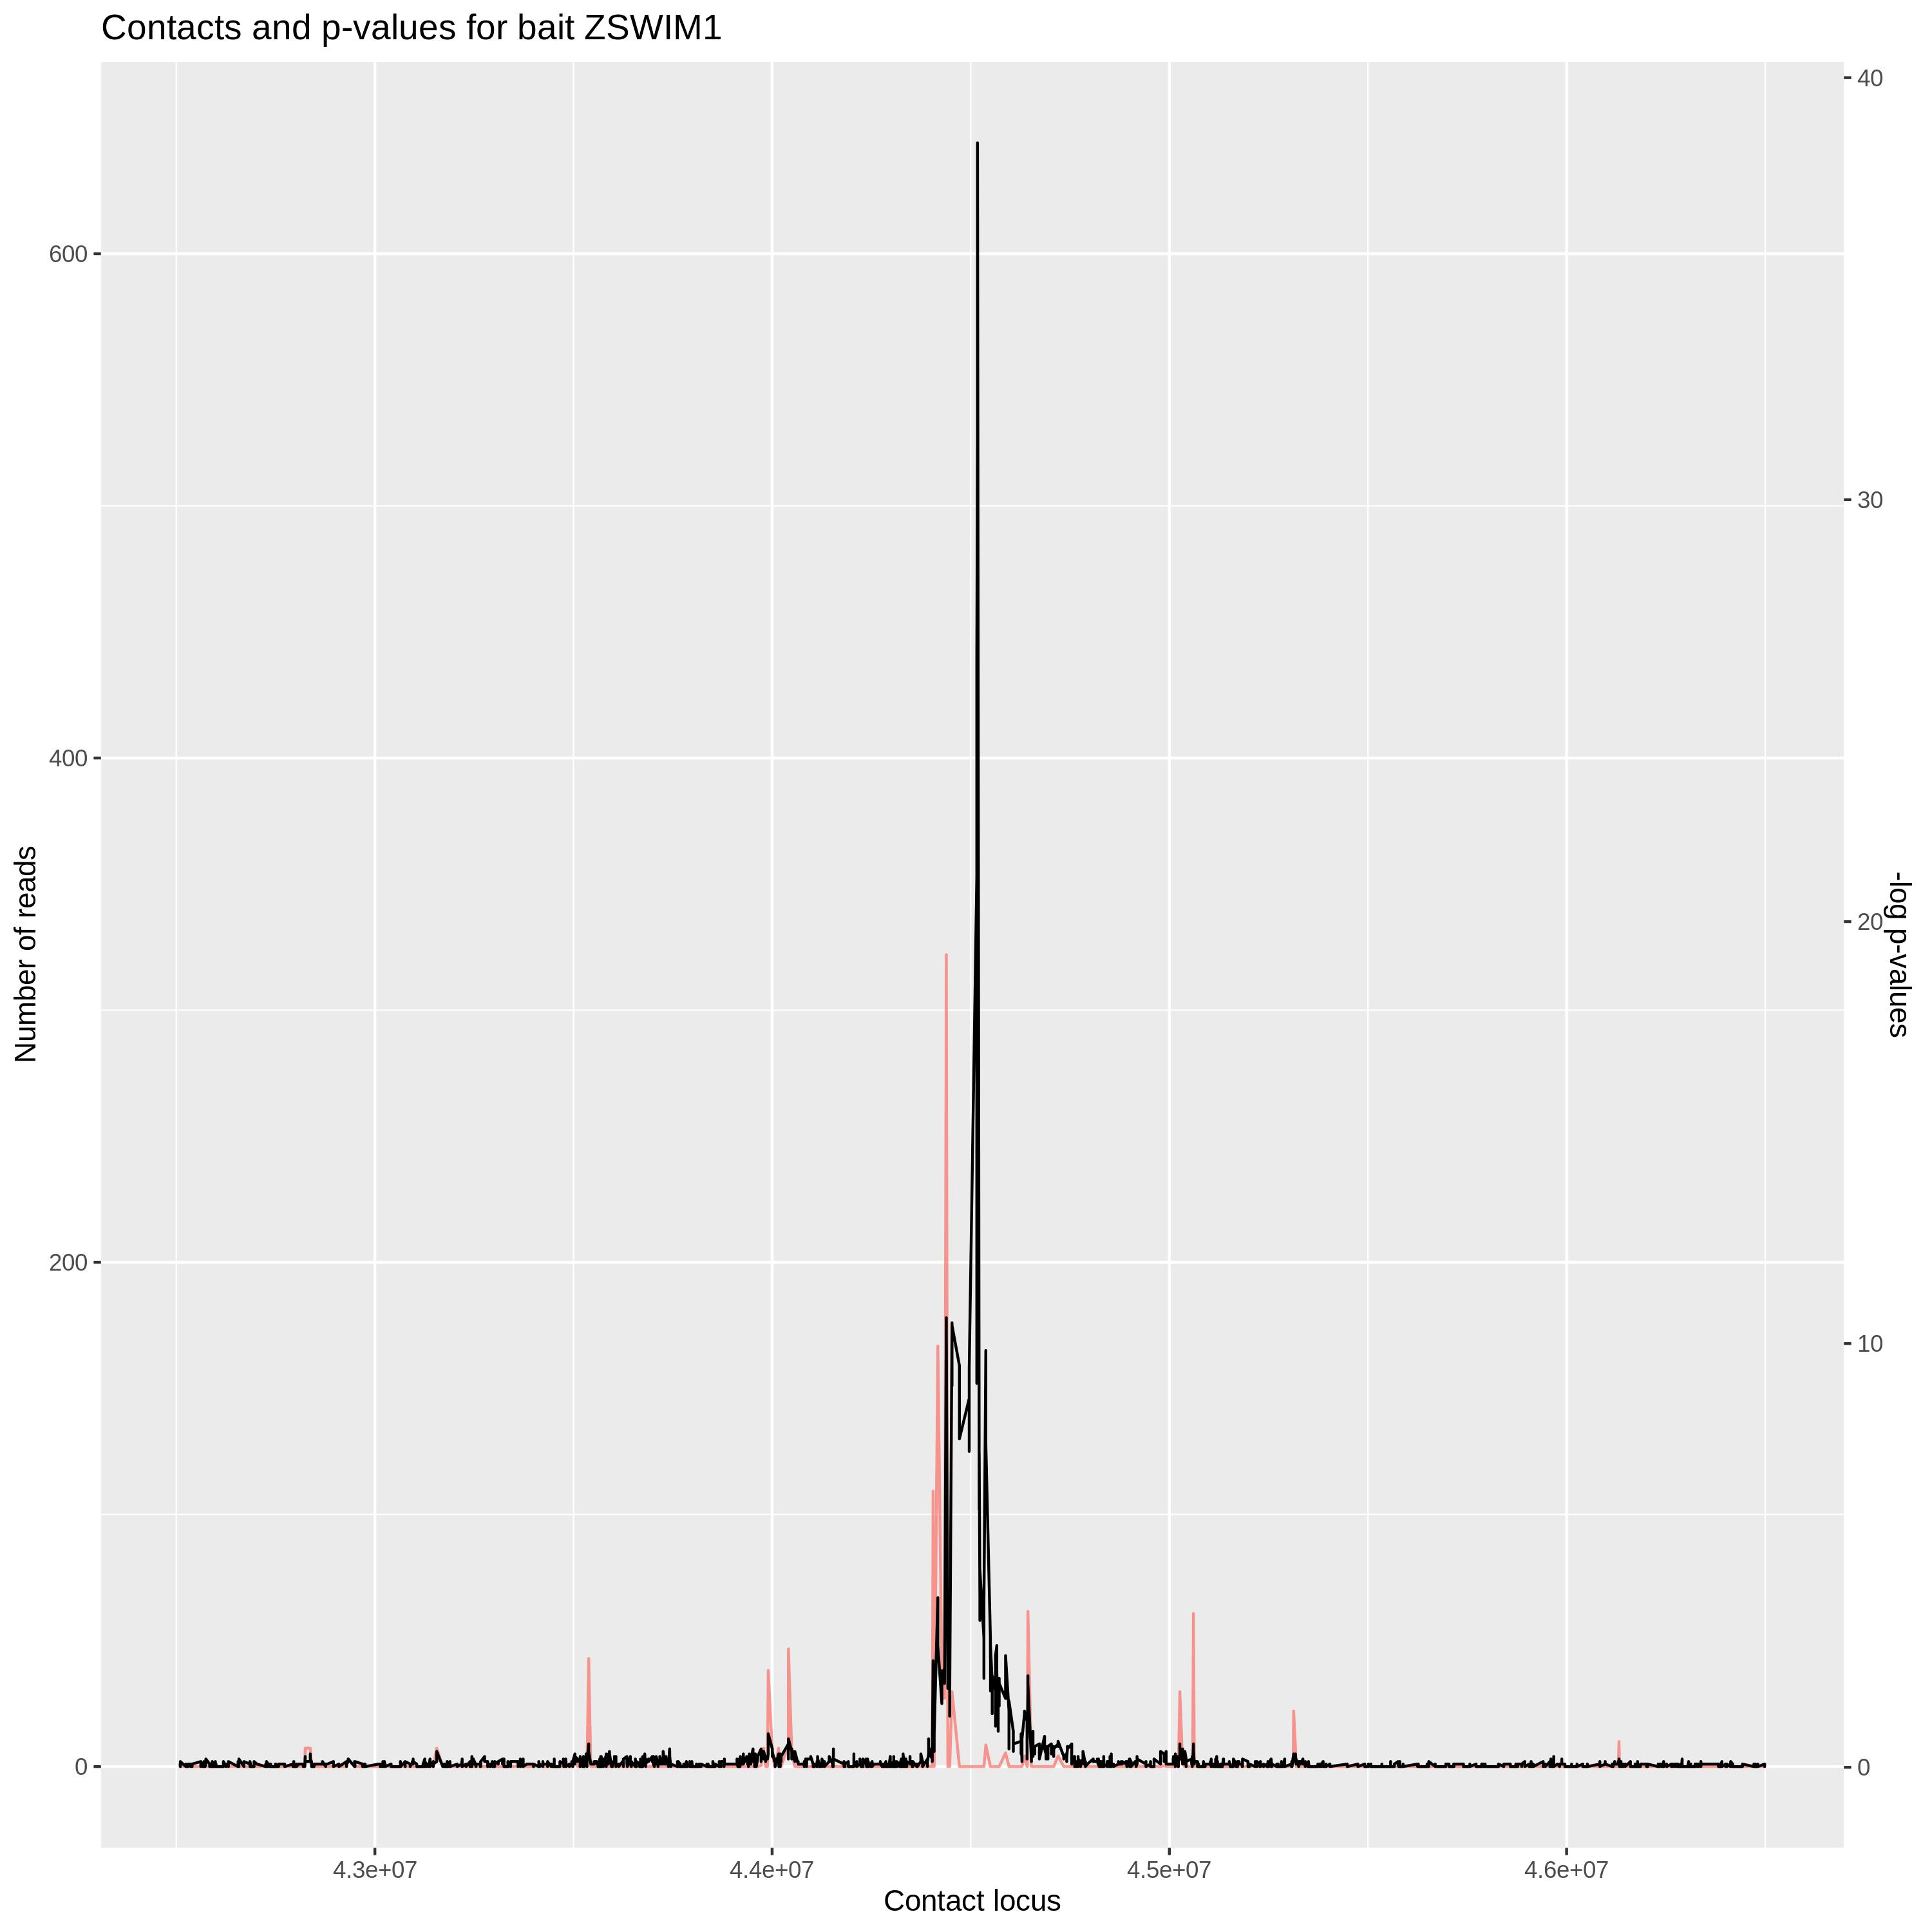 Contacts and p-values for bait ZSWIM1
40
600
30
400
Number of reads
-log p-values
20
200
10
0
0
4.3e+07
4.4e+07
4.5e+07
4.6e+07
Contact locus